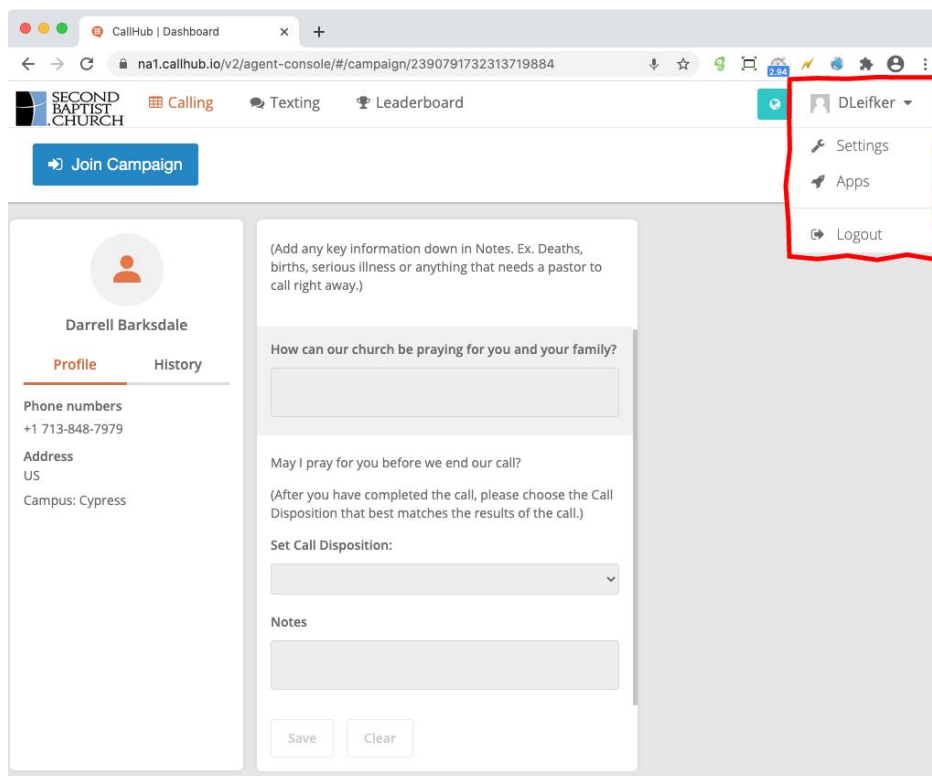 CallHub | Dashboard
na1.callhub.io/v2/agent-console/#/campaign/2390791732313719884
2.94
SECOND
BAPTIST
.CHURCH
Calling
Texting
Leaderboard
DLeifker
Settings
Apps
Logout
Join Campaign
Darrell Barksdale
Profile
History
Phone numbers
+1 713-848-7979
Address
US
Campus: Cypress
(Add any key information down in Notes. Ex. Deaths,
births, serious illness or anything that needs a pastor to
call right away.)
How can our church be praying for you and your family?
May I pray for you before we end our call?
(After you have completed the call, please choose the Call
Disposition that best matches the results of the call.)
Set Call Disposition:
Notes
Save
Clear